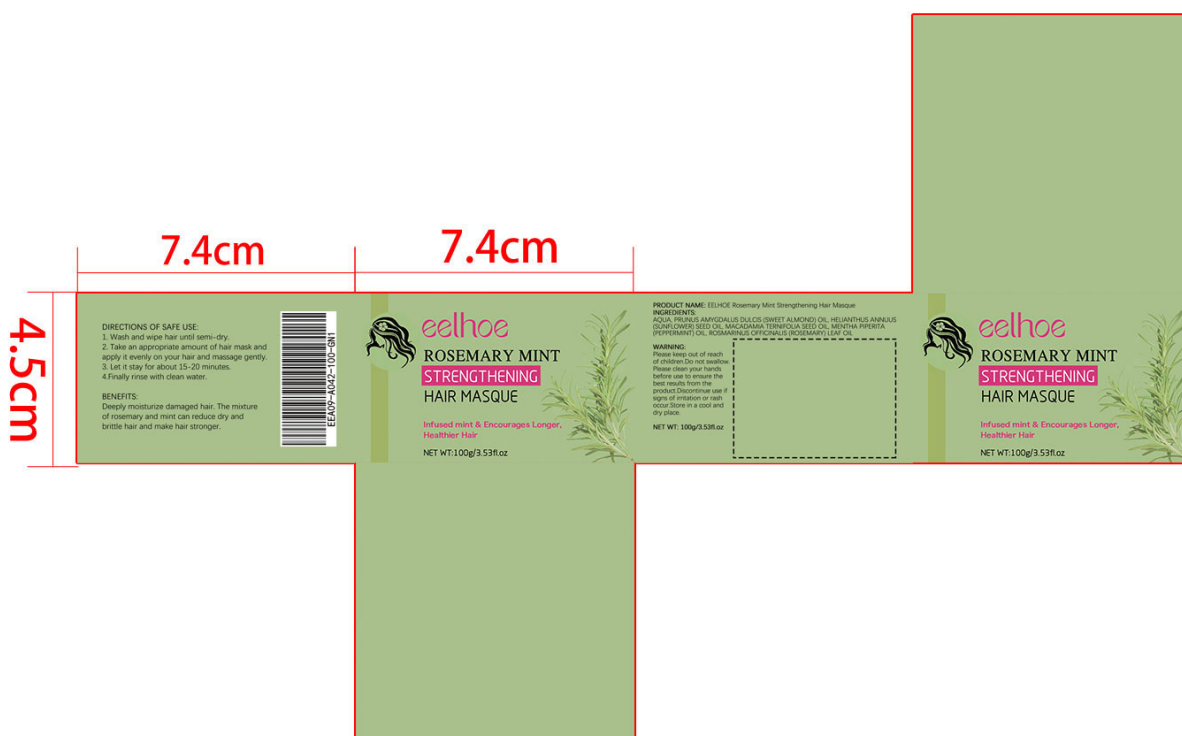 7.4cm
7.4cm
4.5cm
DIRECTIONS OF SAFE USE:
1. Wash and wipe hair until semi-dry.
2. Take an appropriate amount of hair mask and
apply it evenly on your hair and massage gently.
3. Let it stay for about 15-20 minutes.
4.Finally rinse with clean water.
BENEFITS:
Deeply moisturize damaged hair. The mixture
of rosemary and mint can reduce dry and
brittle hair and make hair stronger.
EEA09-A042-100-GN1
eelhoe
ROSEMARY MINT
STRENGTHENING
HAIR MASQUE
Infused mint & Encourages Longer,
Healthier Hair
NET WT:100g/3.53fl.oz
PRODUCT NAME: EELHOE Rosemary Mint Strengthening Hair Masque
INGREDIENTS:
AQUA, PRUNUS AMYGDALUS DULCIS (SWEET ALMOND) OIL, HELIANTHUS ANNUUS
(SUNFLOWER) SEED OIL, MACADAMIA TERNIFOLIA SEED OIL, MENTHA PIPERITA
(PEPPERMINT) OIL, ROSMARINUS OFFICINALIS (ROSEMARY) LEAF OIL
WARNING:
Please keep out of reach
of children.Do not swallow.
Please clean your hands
before use to ensure the
best results from the
product.Discontinue use if
signs of irritation or rash
occur.Store in a cool and
dry place.
NET WT: 100g/3.53fl.oz
eelhoe
ROSEMARY MINT
STRENGTHENING
HAIR MASQUE
Infused mint & Encourages Longer,
Healthier Hair
NET WT:100g/3.53fl.oz